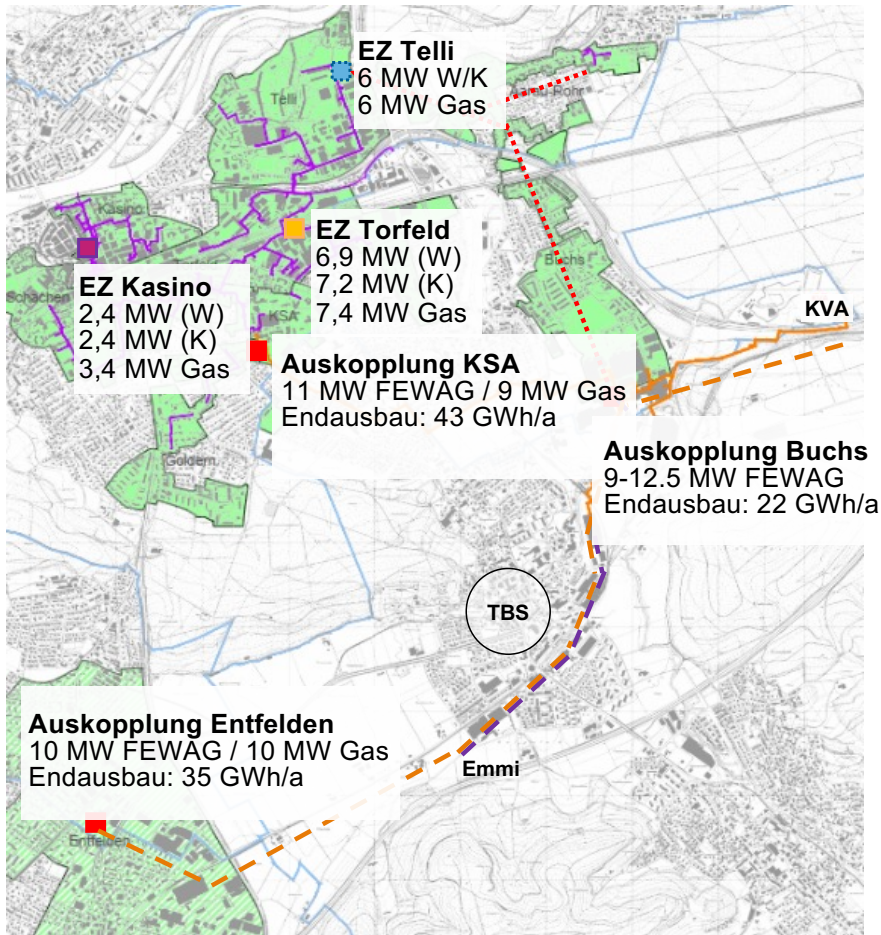 EZ Telli
6 MW W/K
6 MW Gas
Telli
Aarau-Rohr
Kasino
EZ Torfeld
6,9 MW (W)
7,2 MW (K)
7,4 MW Gas
Buchs
EZ Kasino
2,4 MW (W)
2,4 MW (K)
3,4 MW Gas
Schachen
KSA
KVA
Auskopplung KSA
11 MW FEWAG / 9 MW Gas
Endausbau: 43 GWh/a
Auskopplung Buchs
9-12.5 MW FEWAG
Endausbau: 22 GWh/a
Goldern
TBS
Auskopplung Entfelden
10 MW FEWAG / 10 MW Gas
Endausbau: 35 GWh/a
Emmi
Entfelden